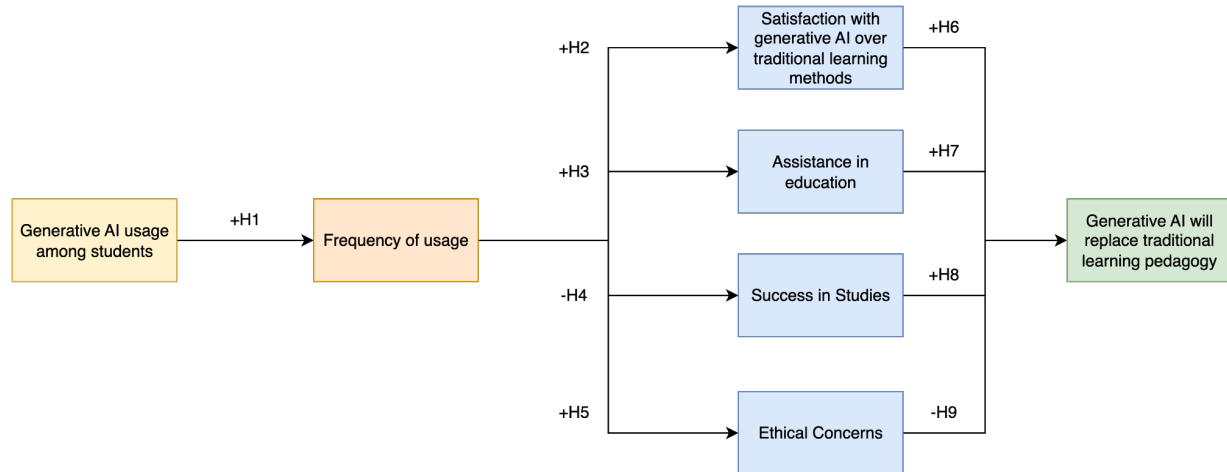 Generative AI usage
among students
+H1
Frequency of usage
+H2
+H3
-H4
+H5
Satisfaction with
generative AI over
traditional learning
methods
Assistance in
education
Success in Studies
Ethical Concerns
+H6
+H7
+H8
-H9
Generative AI will
replace traditional
learning pedagogy